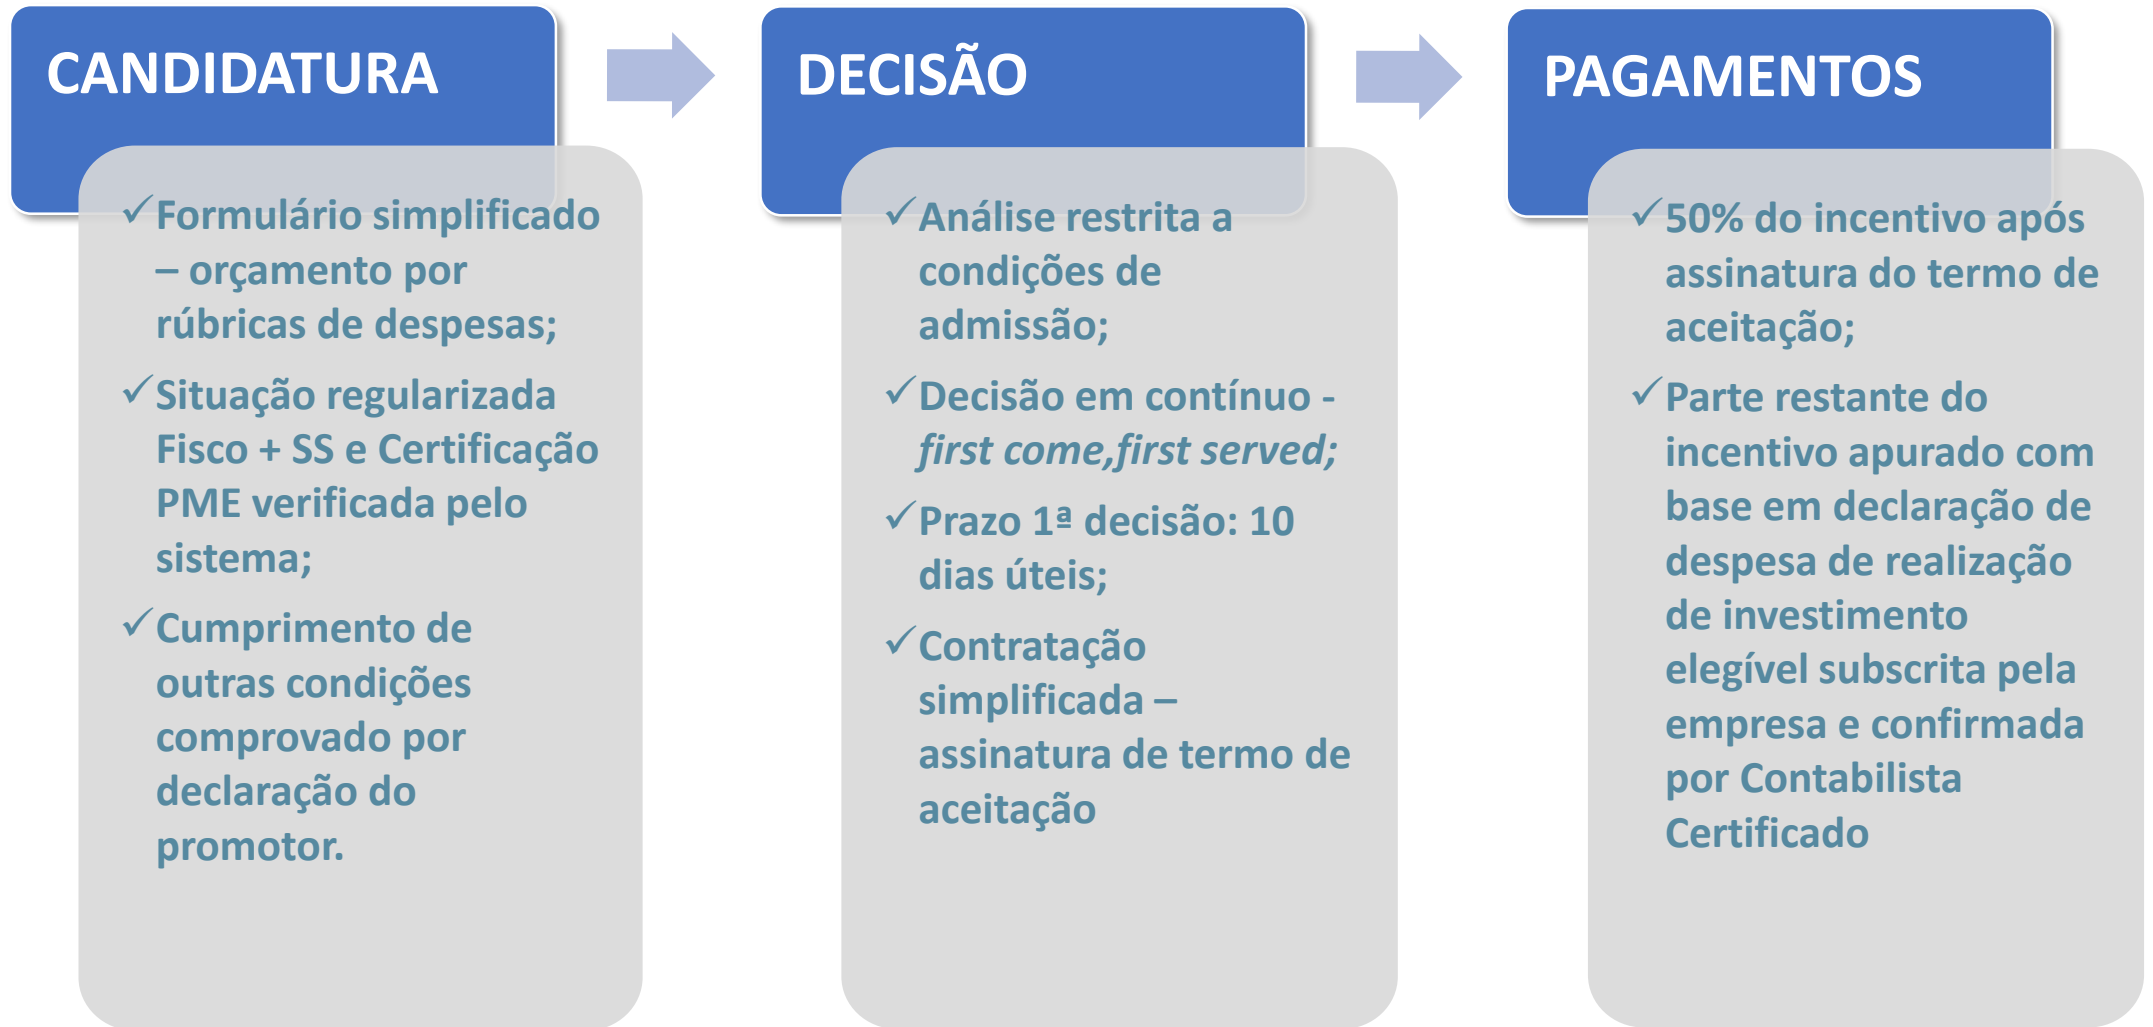 CANDIDATURA
✓Formulário simplificado
– orçamento por
rúbricas de despesas;
✓Situação regularizada
Fisco + SS e Certificação
PME verificada pelo
sistema;
✓Cumprimento de
outras condições
comprovado por
declaração do
promotor.
DECISÃO
✓Análise restrita a
condições de
admissão;
✓Decisão em contínuo -
first come,first served;
✓Prazo 1ª decisão: 10
dias úteis;
✓Contratação
simplificada –
assinatura de termo de
aceitação
PAGAMENTOS
✓50% do incentivo após
assinatura do termo de
aceitação;
✓Parte restante do
incentivo apurado com
base em declaração de
despesa de realização
de investimento
elegível subscrita pela
empresa e confirmada
por Contabilista
Certificado